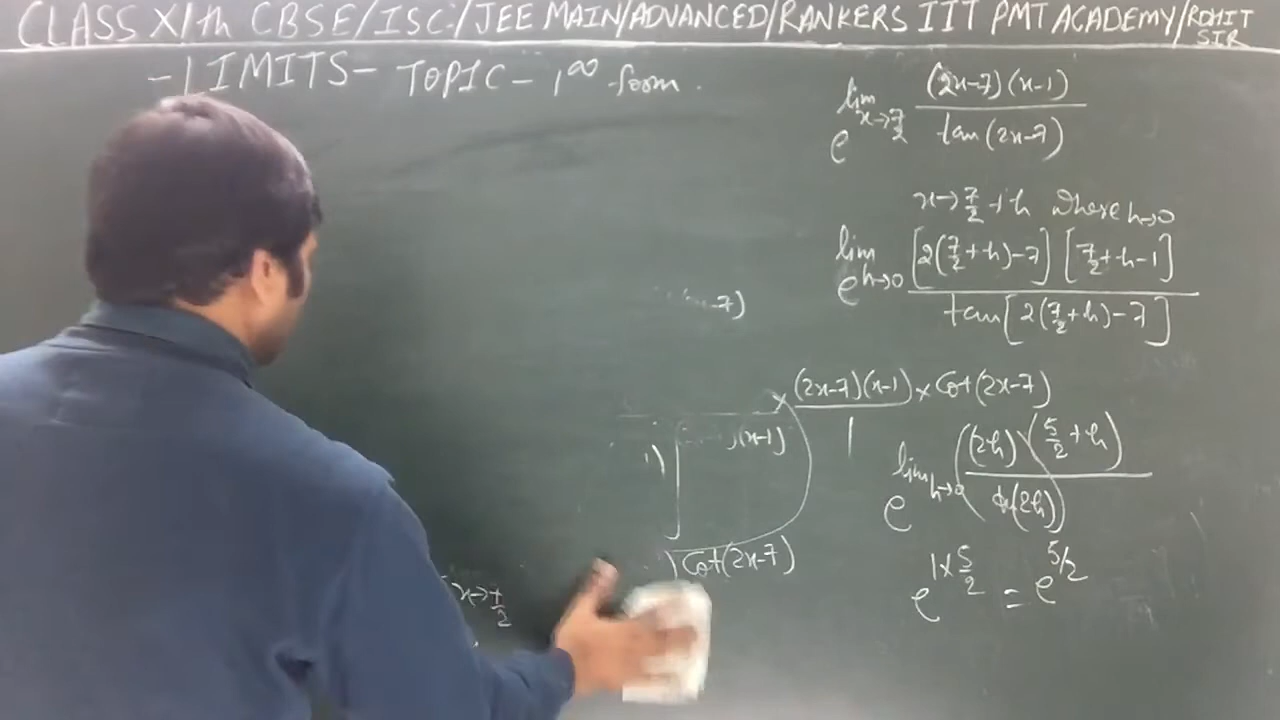 CLASS XIth CBSE/ISC/JEE MAIN/ADVANCED/RANKERS IIT PMT ACADEMY/ROHIT SIR
-LIMITS- TOPIC - 1^∞ form.
e^{lim x→7/2 (2x-7)(x-1) / tan(2x-7)}
x→7/2+h where h→0
e^{lim h→0 [2(7/2+h)-7] [7/2+h-1] / tan[2(7/2+h)-7]}
-7)
(2x-7)(x-1)/1 × Cot(2x-7)
)(x-1)
Cot(2x-7)
x→7/2
e^{lim h→0 (2h)(5/2+h) / (2h)}
e^{1×5/2} = e^{5/2}